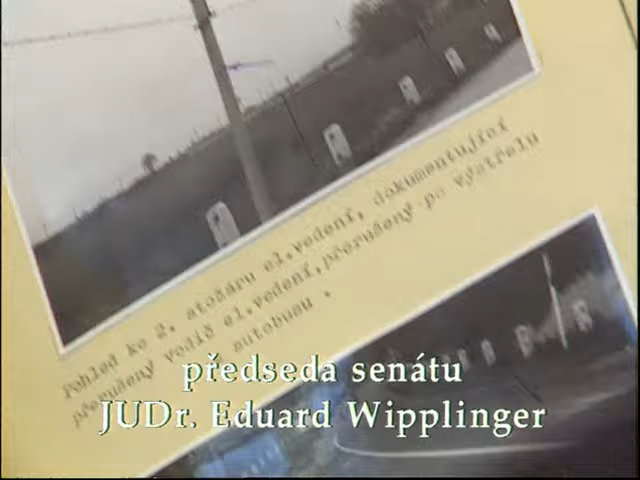 Pohled ke 2. stožáru el.vedení, dokumentující
přerušený vodič el.vedení,přerušený po výstřelu
autobusu .
předseda senátu
JUDr. Eduard Wipplinger